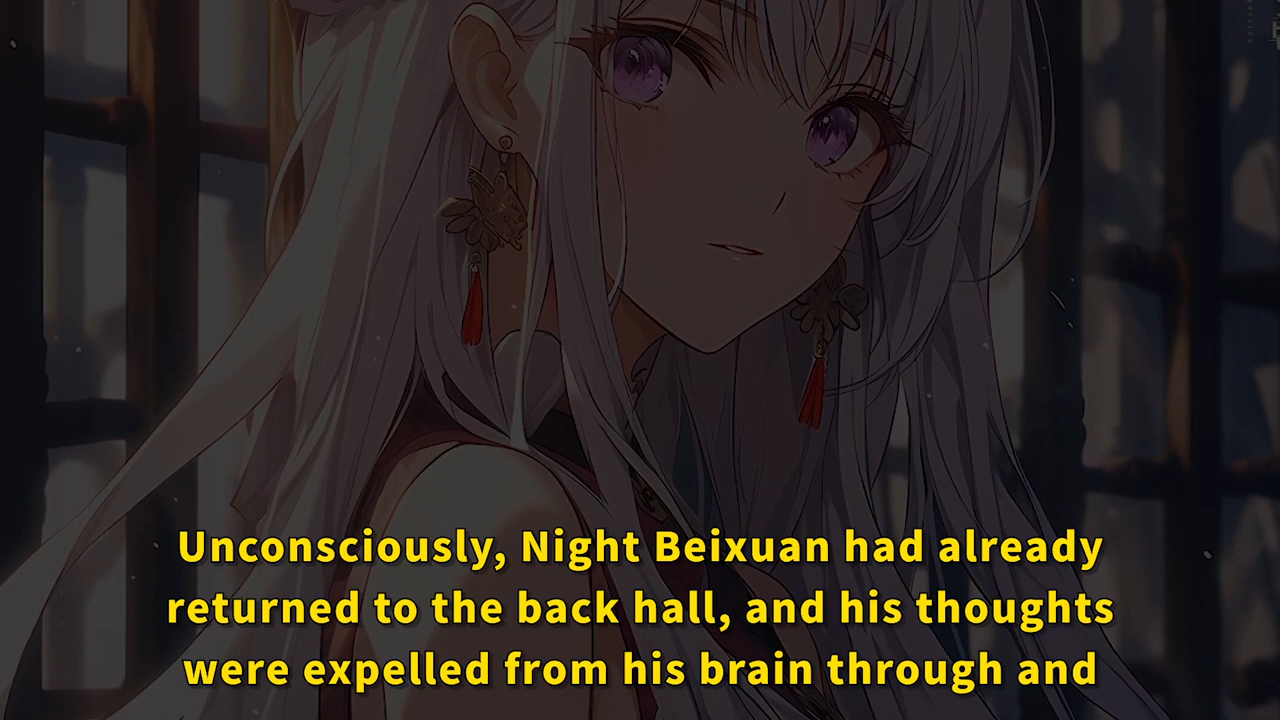 Unconsciously, Night Beixuan had already
returned to the back hall, and his thoughts
were expelled from his brain through and